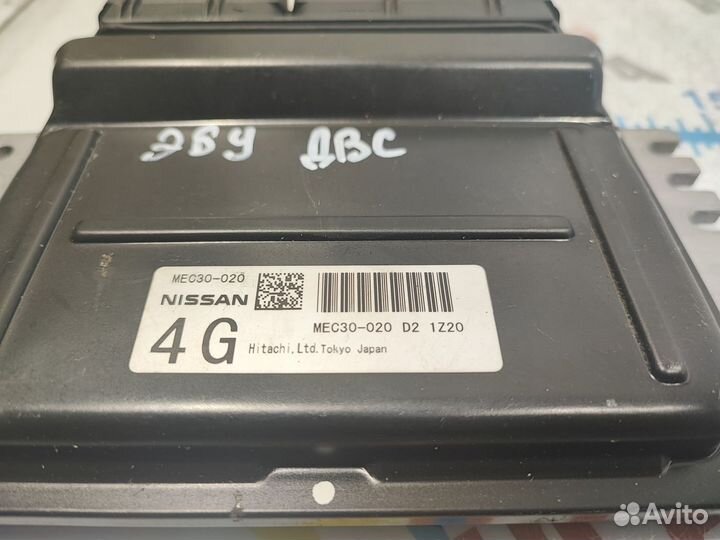 ЭБУ ДВС
MEC30-020
NISSAN
MEC30-020 D2 1Z20
4G
Hitachi,Ltd.Tokyo Japan
Avito